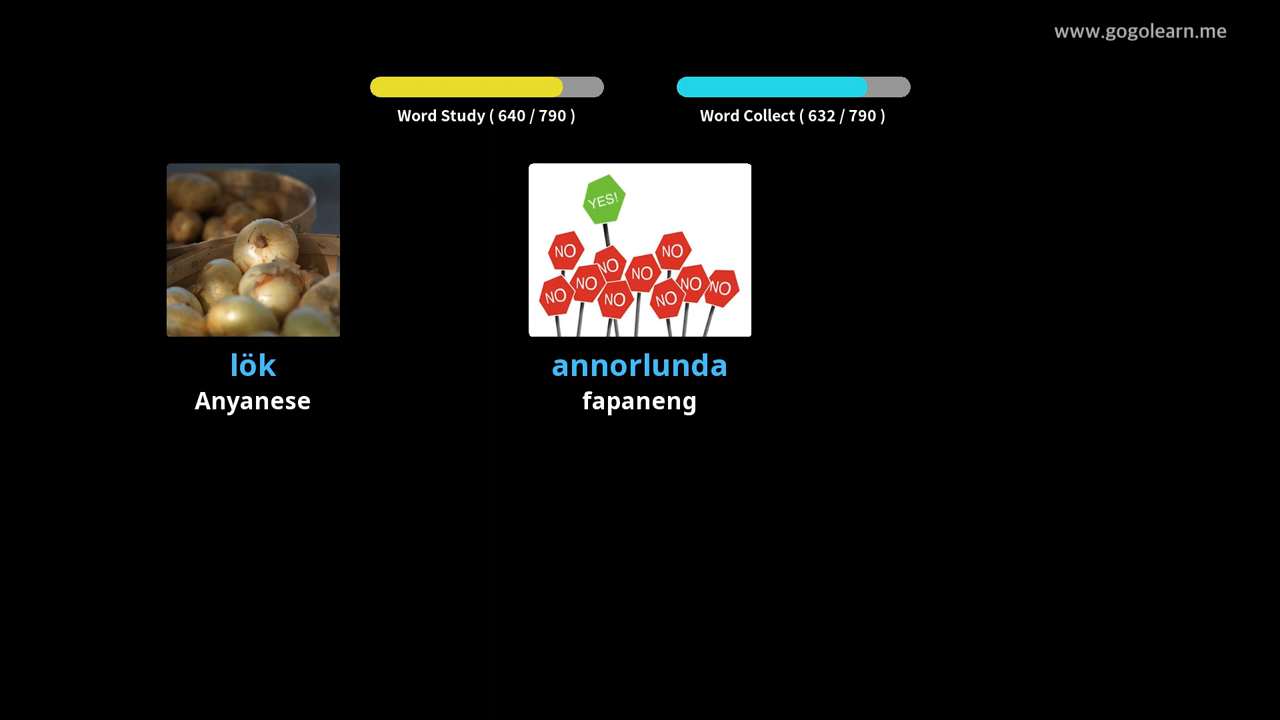 www.gogolearn.me
Word Study ( 640 / 790 )
Word Collect ( 632 / 790 )
YES!
NO
NO
NO
NO
NO
NO
NO
NO
NO
NO
lök
annorlunda
Anyanese
fapaneng